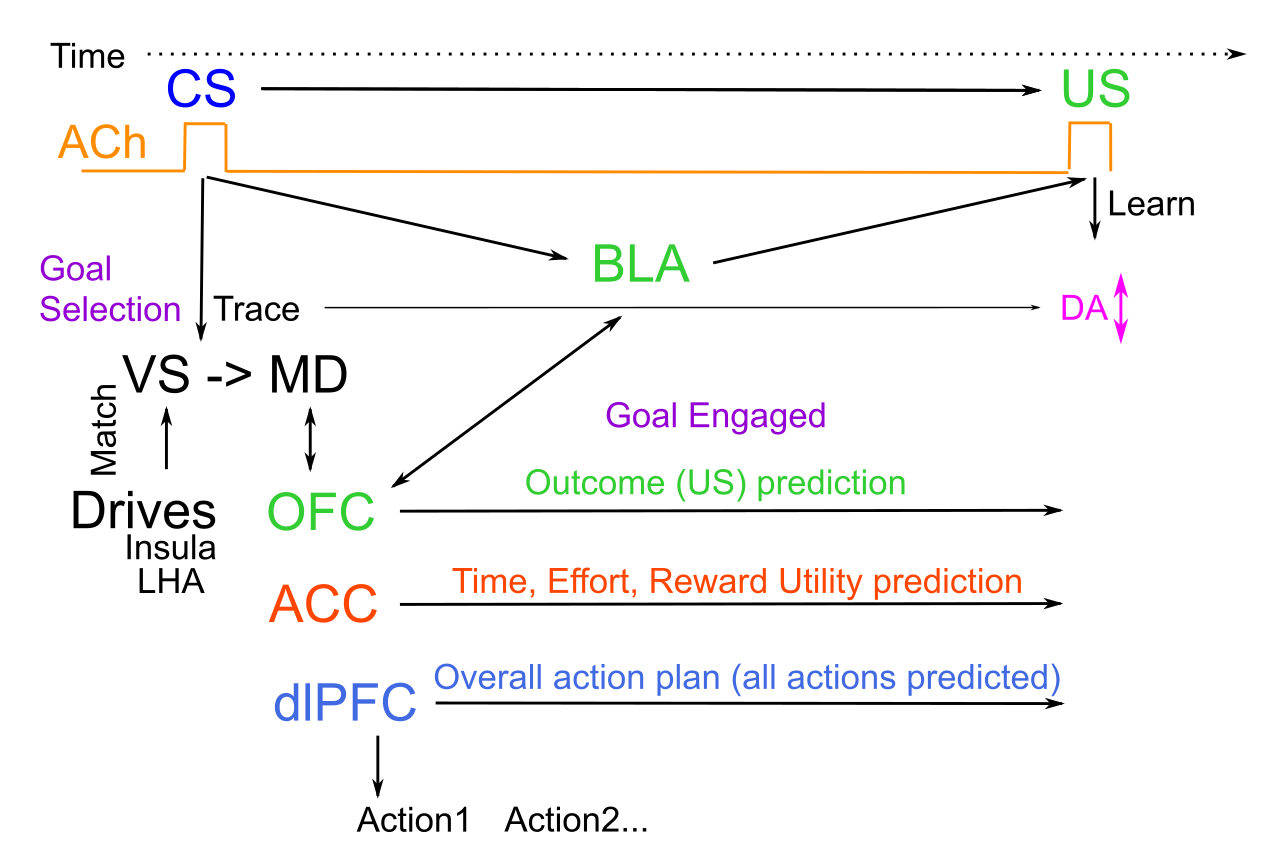 Time
CS
US
ACh
Learn
BLA
Goal
Selection
Trace
DA
VS -> MD
Match
Goal Engaged
Outcome (US) prediction
Drives
OFC
Insula
LHA
Time, Effort, Reward Utility prediction
ACC
Overall action plan (all actions predicted)
dlPFC
Action1 Action2...